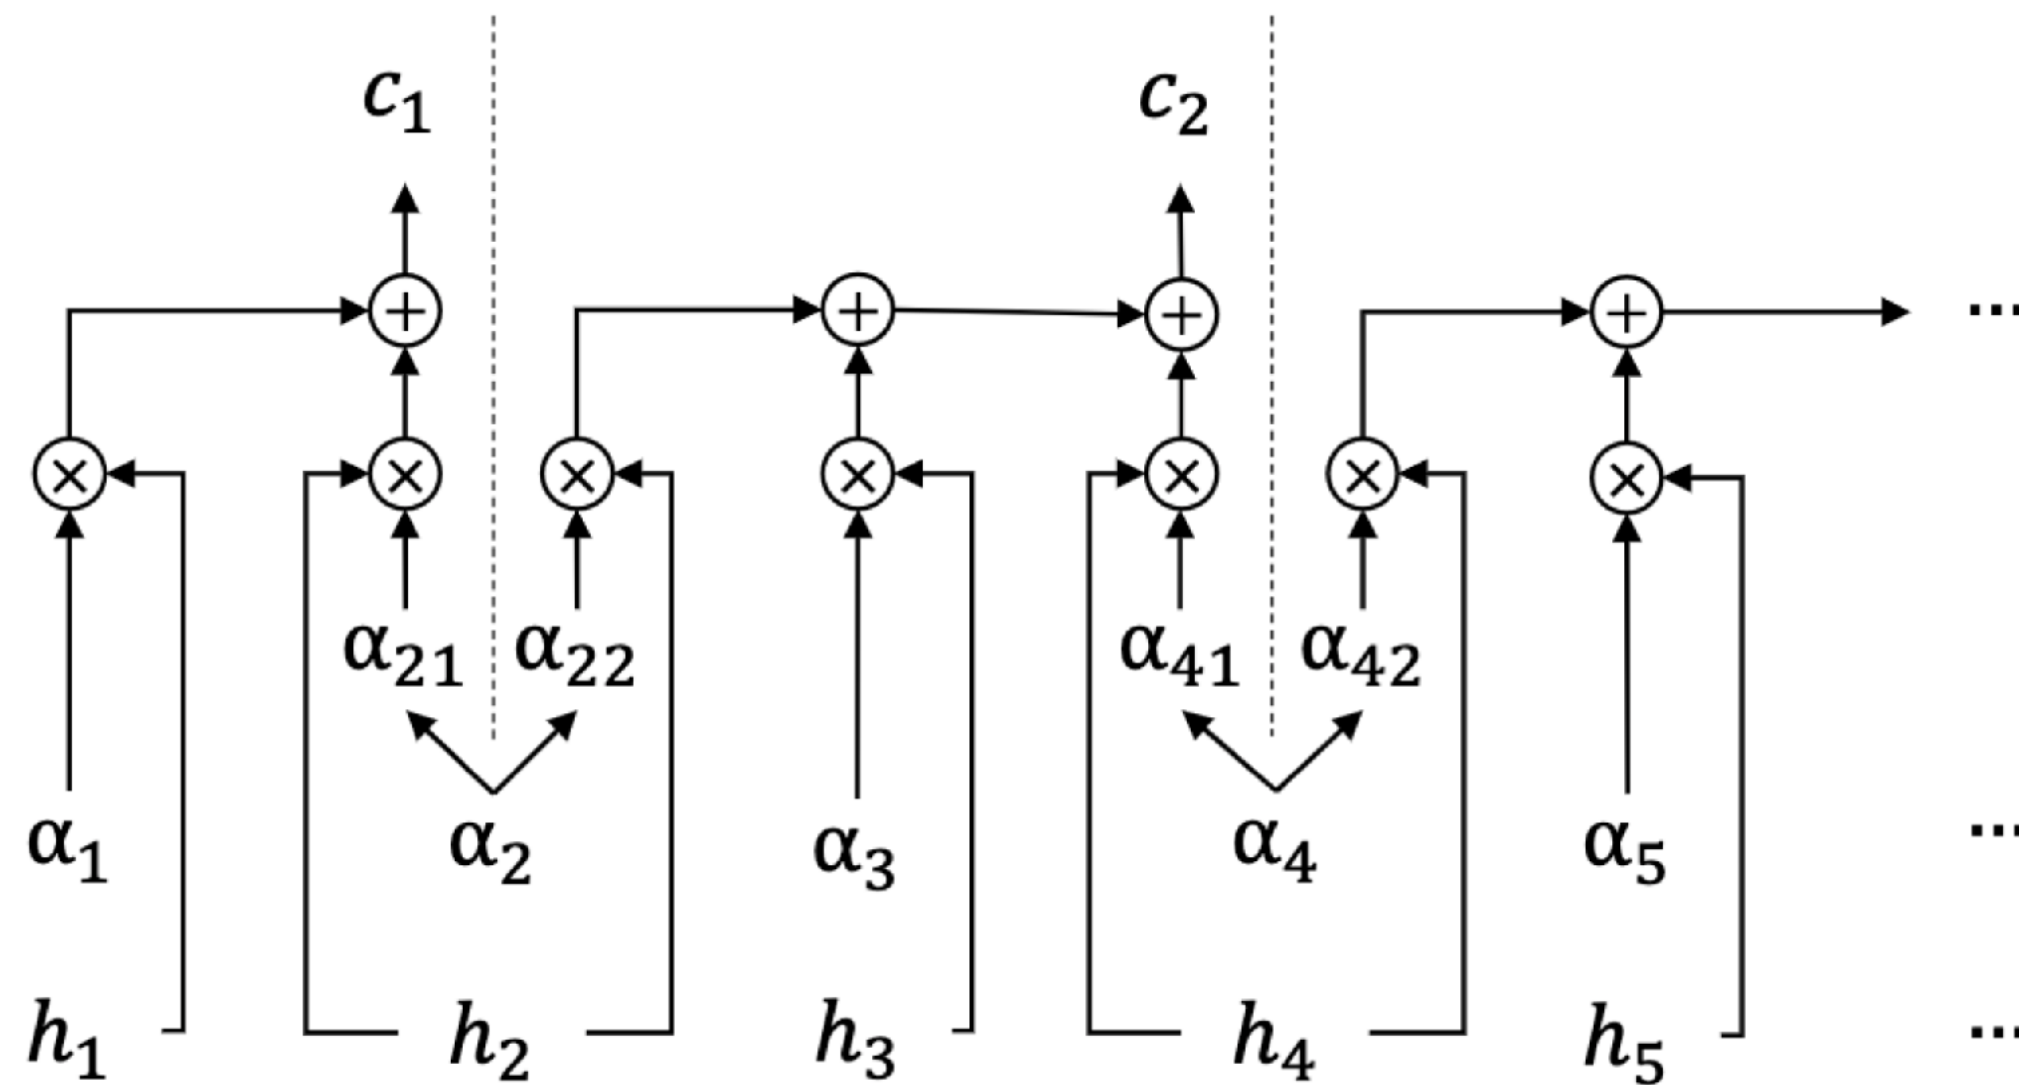 c₁ c₂
+ + + + ...
× × × × × × ×
α₂₁ α₂₂ α₄₁ α₄₂
α₁ α₂ α₃ α₄ α₅ ...
h₁ h₂ h₃ h₄ h₅ ...